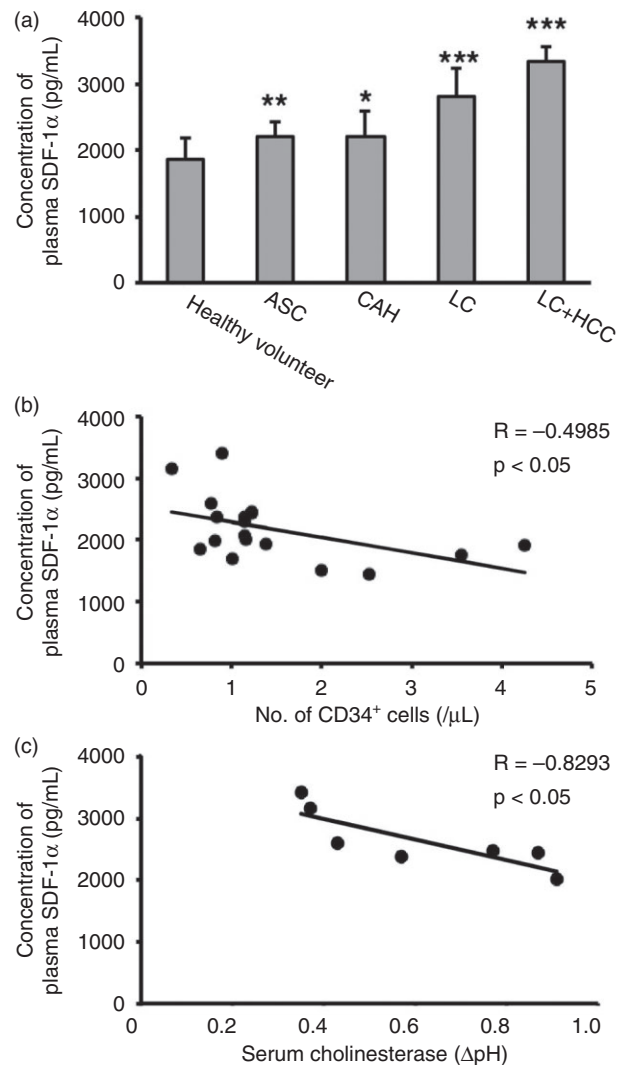 (a)
Concentration of
plasma SDF-1α (pg/mL)
4000
3000
2000
1000
0
**
*
***
***
Healthy volunteer
ASC
CAH
LC
LC+HCC
(b)
Concentration of
plasma SDF-1α (pg/mL)
4000
3000
2000
1000
0
R = −0.4985
p < 0.05
0 1 2 3 4 5
No. of CD34⁺ cells (/μL)
(c)
Concentration of
plasma SDF-1α (pg/mL)
4000
3000
2000
1000
0
R = −0.8293
p < 0.05
0 0.2 0.4 0.6 0.8 1.0
Serum cholinesterase (ΔpH)